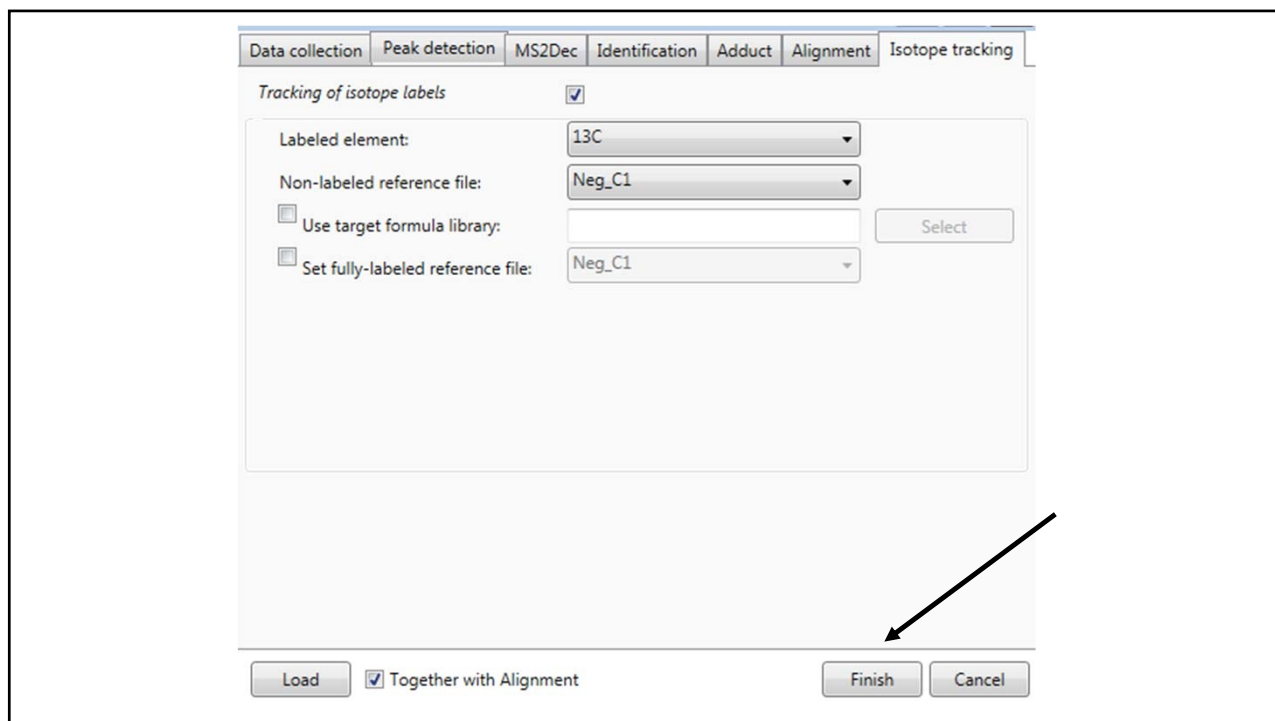 Data collection Peak detection MS2Dec Identification Adduct Alignment Isotope tracking
Tracking of isotope labels
Labeled element: 13C
Non-labeled reference file: Neg_C1
Use target formula library: Select
Set fully-labeled reference file: Neg_C1
Load Together with Alignment Finish Cancel